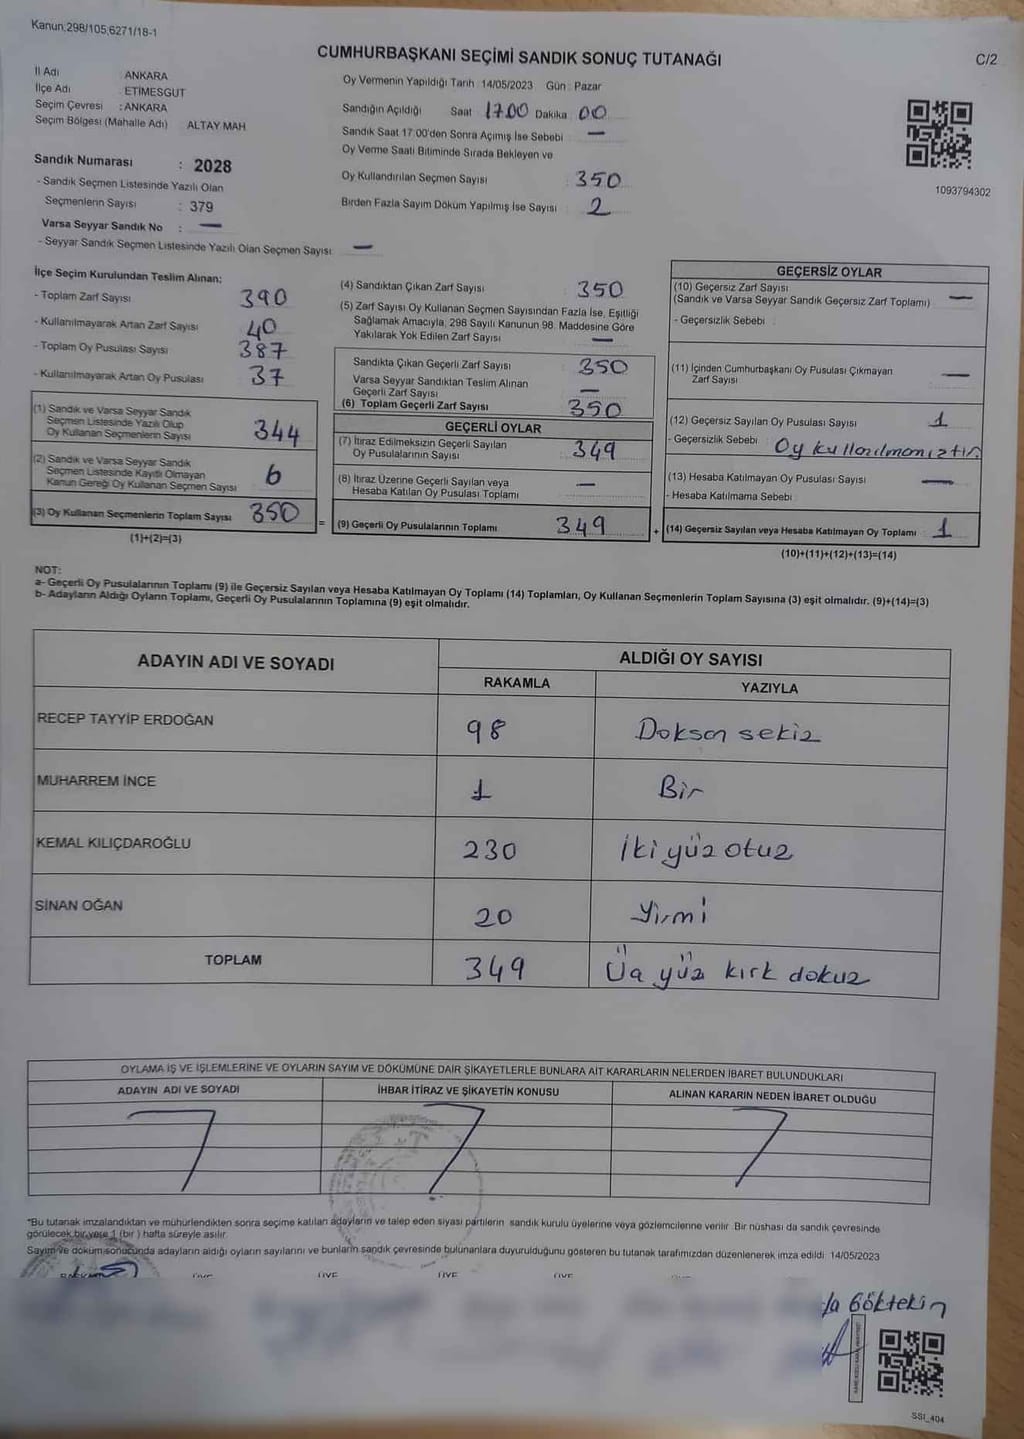 Kanun,298/105,6271/18-1
CUMHURBAŞKANI SEÇİMİ SANDIK SONUÇ TUTANAĞI
C/2
İl Adı : ANKARA
İlçe Adı : ETİMESGUT
Seçim Çevresi : ANKARA
Seçim Bölgesi (Mahalle Adı) ALTAY MAH
Oy Vermenin Yapıldığı Tarih 14/05/2023 Gün : Pazar
Sandığın Açıldığı Saat 17.00 Dakika 00
Sandık Saat 17:00'den Sonra Açımış İse Sebebi —
Oy Verme Saati Bitiminde Sırada Bekleyen ve
Oy Kullandırılan Seçmen Sayısı : 350
Birden Fazla Sayım Döküm Yapılmış İse Sayısı 2
1093794302
Sandık Numarası : 2028
- Sandık Seçmen Listesinde Yazılı Olan
Seçmenlerin Sayısı : 379
Varsa Seyyar Sandık No : —
- Seyyar Sandık Seçmen Listesinde Yazılı Olan Seçmen Sayısı —
İlçe Seçim Kurulundan Teslim Alınan:
- Toplam Zarf Sayısı 390
- Kullanılmayarak Artan Zarf Sayısı 40
- Toplam Oy Pusulası Sayısı 387
- Kullanılmayarak Artan Oy Pusulası 37
(1) Sandık ve Varsa Seyyar Sandık
Seçmen Listesinde Yazılı Olup
Oy Kullanan Seçmenlerin Sayısı 344
(2) Sandık ve Varsa Seyyar Sandık
Seçmen Listesinde Kayıtlı Olmayan
Kanun Gereği Oy Kullanan Seçmen Sayısı 6
(3) Oy Kullanan Seçmenlerin Toplam Sayısı 350
(1)+(2)=(3)
(4) Sandıktan Çıkan Zarf Sayısı : 350
(5) Zarf Sayısı Oy Kullanan Seçmen Sayısından Fazla İse, Eşitliği
Sağlamak Amacıyla, 298 Sayılı Kanunun 98. Maddesine Göre
Yakılarak Yok Edilen Zarf Sayısı —
Sandıkta Çıkan Geçerli Zarf Sayısı 350
Varsa Seyyar Sandıktan Teslim Alınan
Geçerli Zarf Sayısı —
(6) Toplam Geçerli Zarf Sayısı 350
GEÇERLİ OYLAR
(7) İtiraz Edilmeksizin Geçerli Sayılan
Oy Pusulalarının Sayısı 349
(8) İtiraz Üzerine Geçerli Sayılan veya
Hesaba Katılan Oy Pusulası Toplamı —
= (9) Geçerli Oy Pusulalarının Toplamı 349
GEÇERSİZ OYLAR
(10) Geçersiz Zarf Sayısı
(Sandık ve Varsa Seyyar Sandık Geçersiz Zarf Toplamı) —
- Geçersizlik Sebebi :
(11) İçinden Cumhurbaşkanı Oy Pusulası Çıkmayan
Zarf Sayısı —
(12) Geçersiz Sayılan Oy Pusulası Sayısı 1
- Geçersizlik Sebebi : Oy kullanılmamıştır
(13) Hesaba Katılmayan Oy Pusulası Sayısı —
- Hesaba Katılmama Sebebi
+ (14) Geçersiz Sayılan veya Hesaba Katılmayan Oy Toplamı 1
(10)+(11)+(12)+(13)=(14)
NOT:
a- Geçerli Oy Pusulalarının Toplamı (9) ile Geçersiz Sayılan veya Hesaba Katılmayan Oy Toplamı (14) Toplamları, Oy Kullanan Seçmenlerin Toplam Sayısına (3) eşit olmalıdır. (9)+(14)=(3)
b- Adayların Aldığı Oyların Toplamı, Geçerli Oy Pusulalarının Toplamına (9) eşit olmalıdır.
ADAYIN ADI VE SOYADI
ALDIĞI OY SAYISI
RAKAMLA YAZIYLA
RECEP TAYYİP ERDOĞAN 98 Doksan sekiz
MUHARREM İNCE 1 Bir
KEMAL KILIÇDAROĞLU 230 İki yüz otuz
SİNAN OĞAN 20 Yirmi
TOPLAM 349 Üç yüz kırk dokuz
OYLAMA İŞ VE İŞLEMLERİNE VE OYLARIN SAYIM VE DÖKÜMÜNE DAİR ŞİKAYETLERLE BUNLARA AİT KARARLARIN NELERDEN İBARET BULUNDUKLARI
ADAYIN ADI VE SOYADI İHBAR İTİRAZ VE ŞİKAYETİN KONUSU ALINAN KARARIN NEDEN İBARET OLDUĞU
*Bu tutanak imzalandıktan ve mühürlendikten sonra seçime katılan adayların ve talep eden siyasi partilerin sandık kurulu üyelerine veya gözlemcilerine verilir. Bir nüshası da sandık çevresinde
görülecek bir yere 1 (bir) hafta süreyle asılır.
Sayım ve döküm sonucunda adayların aldığı oyların sayılarını ve bunların sandık çevresinde bulunanlara duyurulduğunu gösteren bu tutanak tarafımızdan düzenlenerek imza edildi. 14/05/2023
Göktekin
SSI_404